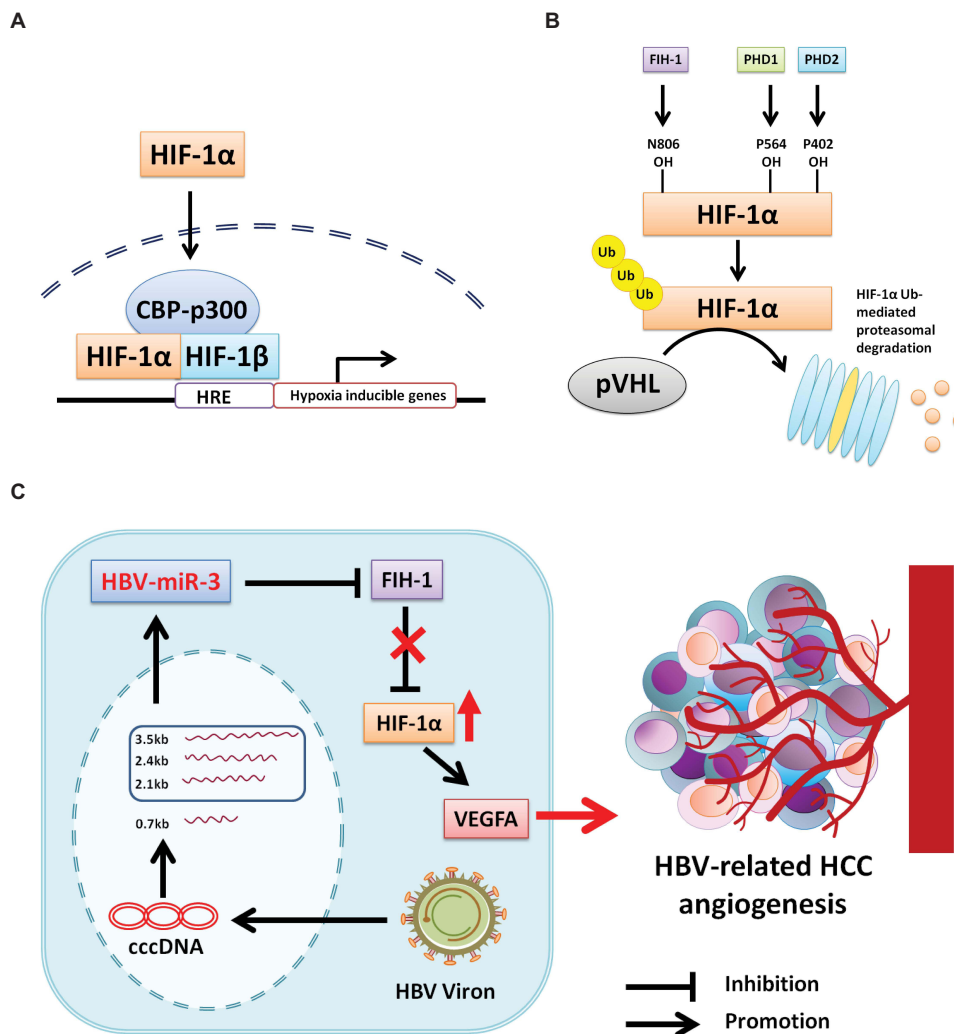 A
HIF-1α
CBP-p300
HIF-1α
HIF-1β
HRE
Hypoxia inducible genes
B
FIH-1
PHD1
PHD2
N806
OH
P564
OH
P402
OH
HIF-1α
Ub
Ub
Ub
HIF-1α
pVHL
HIF-1α Ub-
mediated
proteasomal
degradation
C
HBV-miR-3
FIH-1
HIF-1α
VEGFA
3.5kb
2.4kb
2.1kb
0.7kb
cccDNA
HBV Viron
HBV-related HCC
angiogenesis
Inhibition
Promotion